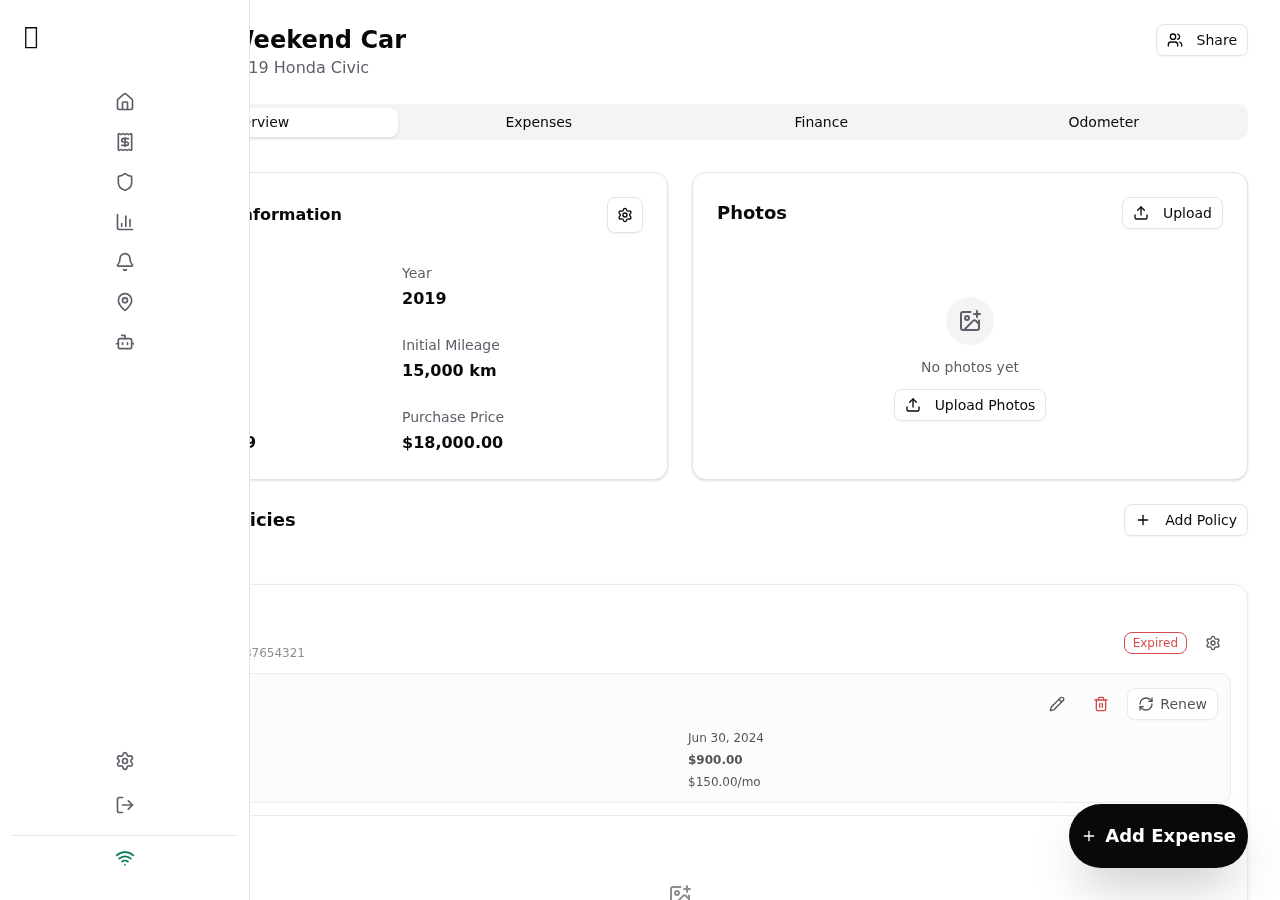 Weekend Car
19 Honda Civic
Share
rview
Expenses
Finance
Odometer
nformation
Photos
Upload
Year
2019
Initial Mileage
15,000 km
No photos yet
Upload Photos
Purchase Price
9
$18,000.00
icies
Add Policy
Expired
37654321
Renew
Jun 30, 2024
$900.00
$150.00/mo
Add Expense